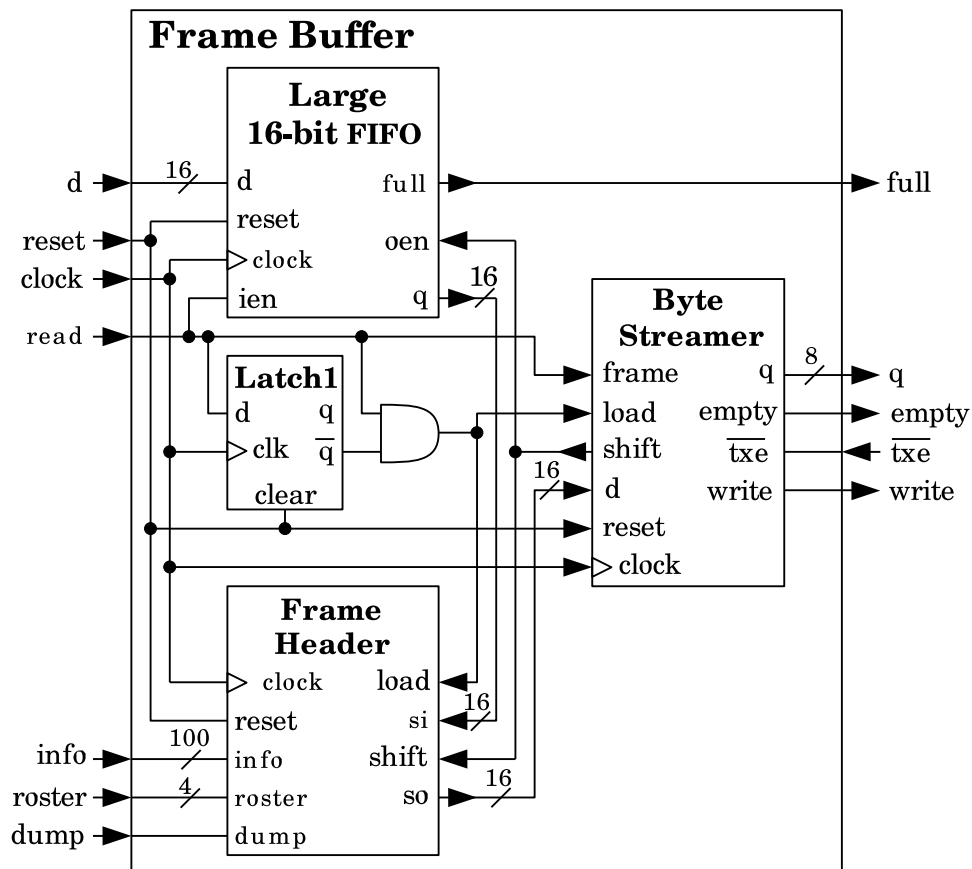 Frame Buffer
Large
16-bit FIFO
d
16
d
full
full
reset
reset
oen
clock
clock
ien
q
16
read
Byte
Streamer
Latch1
d
q
clk
q̅
clear
frame
q
8
q
load
empty
empty
shift
t̅x̅e̅
t̅x̅e̅
16
d
write
write
reset
clock
Frame
Header
clock
load
reset
si
16
info
100
info
shift
roster
4
roster
so
16
dump
dump